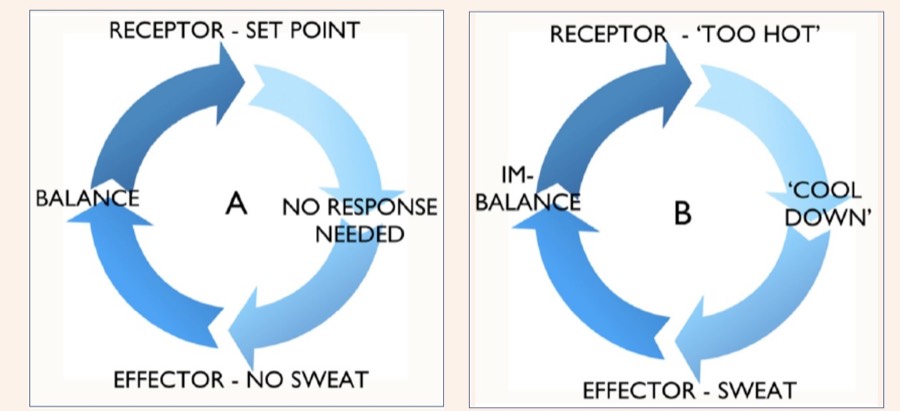 RECEPTOR - SET POINT
BALANCE
A
NO RESPONSE
NEEDED
EFFECTOR - NO SWEAT
RECEPTOR - ‘TOO HOT’
IM-
BALANCE
B
‘COOL
DOWN’
EFFECTOR - SWEAT